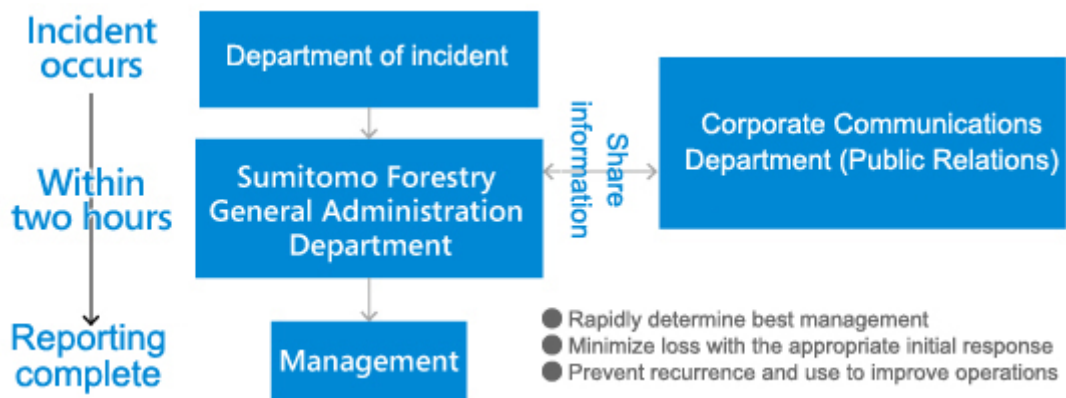 Incident
occurs
Within
two hours
Reporting
complete
Department of incident
Sumitomo Forestry
General Administration
Department
Management
Share
information
Corporate Communications
Department (Public Relations)
● Rapidly determine best management
● Minimize loss with the appropriate initial response
● Prevent recurrence and use to improve operations